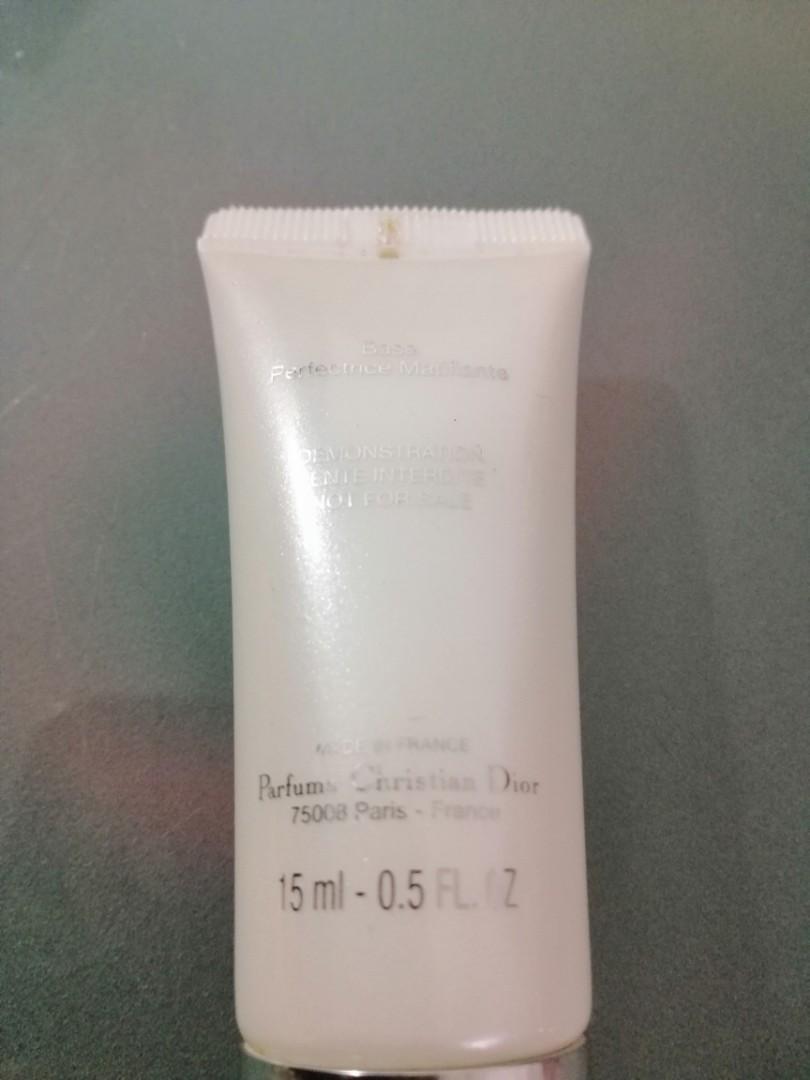 Base
Perfectrice Matifiante
DEMONSTRATION
VENTE INTERDITE
NOT FOR SALE
MADE IN FRANCE
Parfums Christian Dior
75008 Paris - France
15 ml - 0.5 FL. OZ